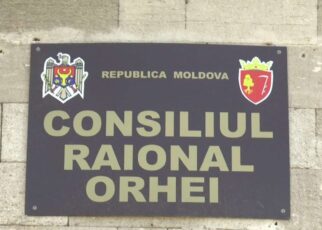 REPUBLICA MOLDOVA
CONSILIUL
RAIONAL
ORHEI